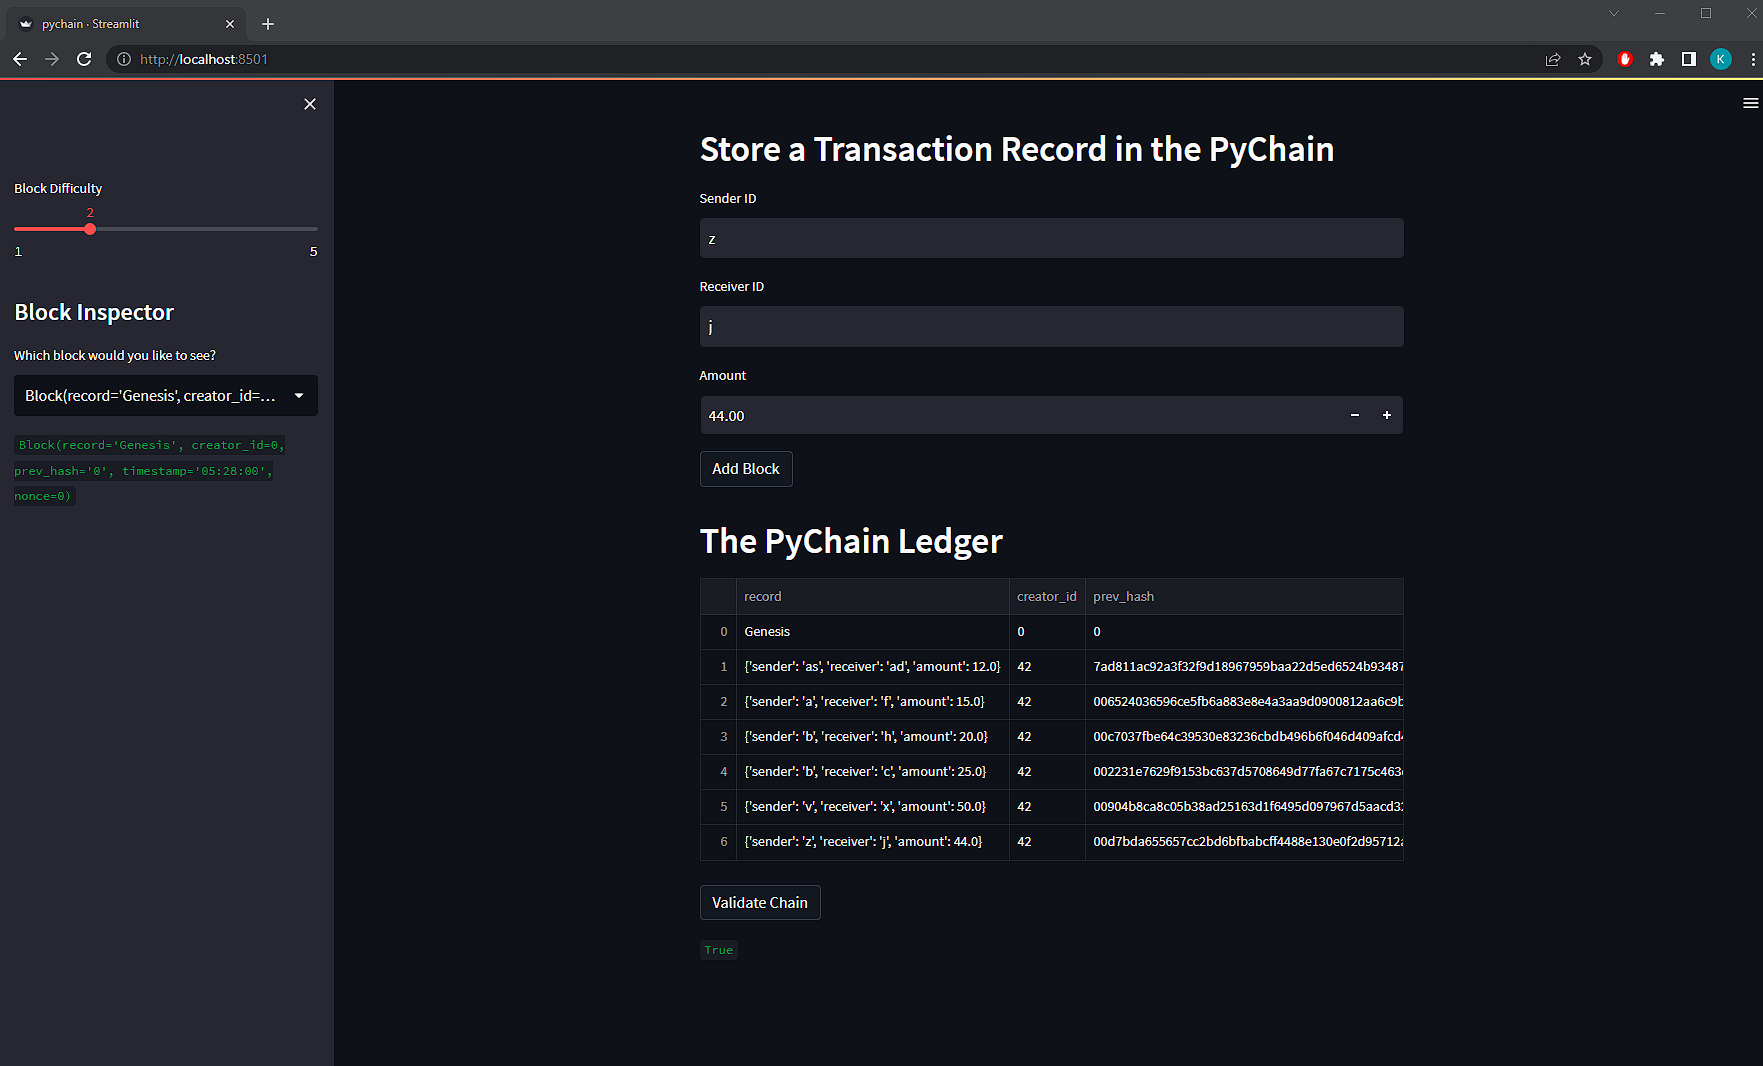 pychain · Streamlit
http://localhost:8501
K
Block Difficulty
2
1 5
Block Inspector
Which block would you like to see?
Block(record='Genesis', creator_id=...
Block(record='Genesis', creator_id=0,
prev_hash='0', timestamp='05:28:00',
nonce=0)
Store a Transaction Record in the PyChain
Sender ID
z
Receiver ID
j
Amount
44.00
Add Block
The PyChain Ledger
record creator_id prev_hash
0 Genesis 0 0
1 {'sender': 'as', 'receiver': 'ad', 'amount': 12.0} 42 7ad811ac92a3f32f9d18967959baa22d5ed6524b93487
2 {'sender': 'a', 'receiver': 'f', 'amount': 15.0} 42 006524036596ce5fb6a883e8e4a3aa9d0900812aa6c9b
3 {'sender': 'b', 'receiver': 'h', 'amount': 20.0} 42 00c7037fbe64c39530e83236cbdb496b6f046d409afcd4
4 {'sender': 'b', 'receiver': 'c', 'amount': 25.0} 42 002231e7629f9153bc637d5708649d77fa67c7175c463
5 {'sender': 'v', 'receiver': 'x', 'amount': 50.0} 42 00904b8ca8c05b38ad25163d1f6495d097967d5aacd32
6 {'sender': 'z', 'receiver': 'j', 'amount': 44.0} 42 00d7bda655657cc2bd6bfbabcff4488e130e0f2d95712a
Validate Chain
True